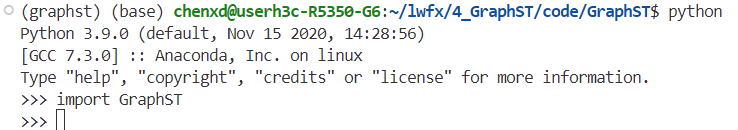 (graphst) (base) chenxd@userh3c-R5350-G6:~/lwfx/4_GraphST/code/GraphST$ python
Python 3.9.0 (default, Nov 15 2020, 14:28:56)
[GCC 7.3.0] :: Anaconda, Inc. on linux
Type "help", "copyright", "credits" or "license" for more information.
>>> import GraphST
>>>